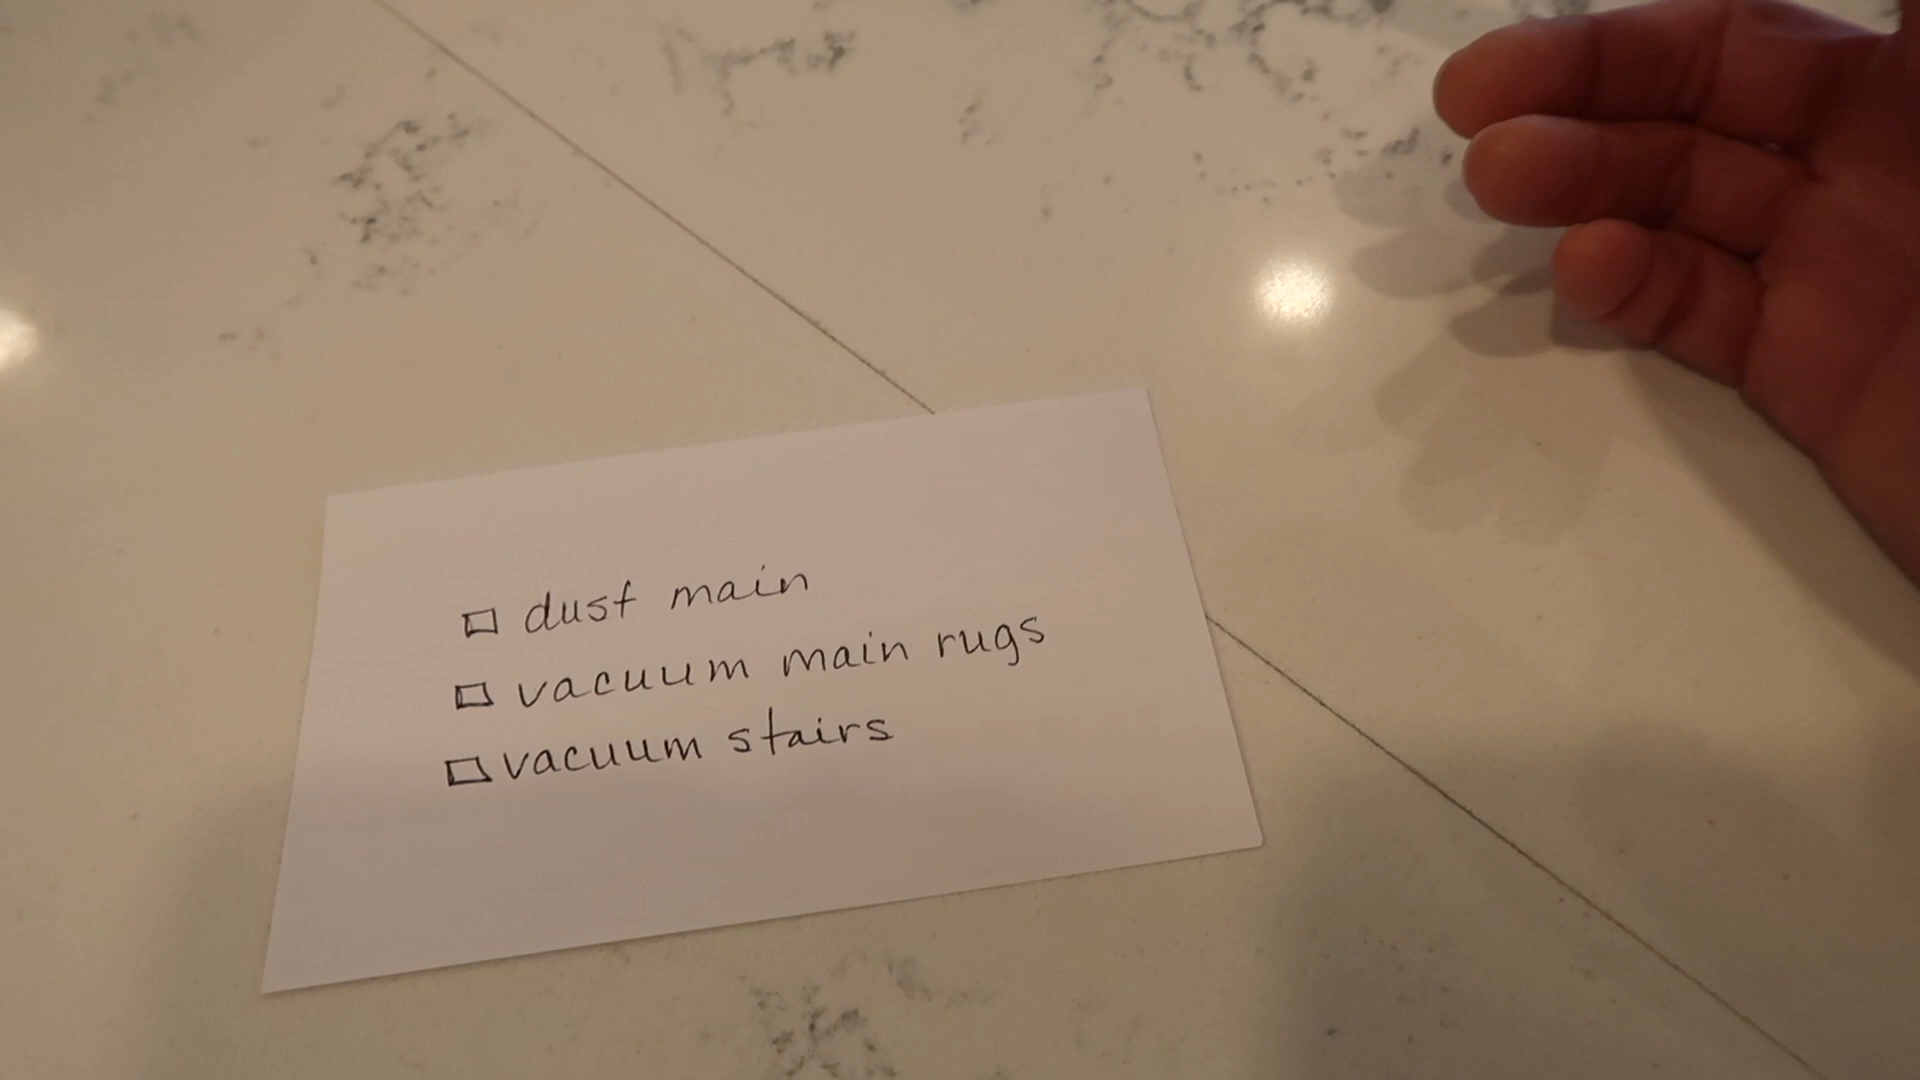 ☐ dust main
☐ vacuum main rugs
☐ vacuum stairs